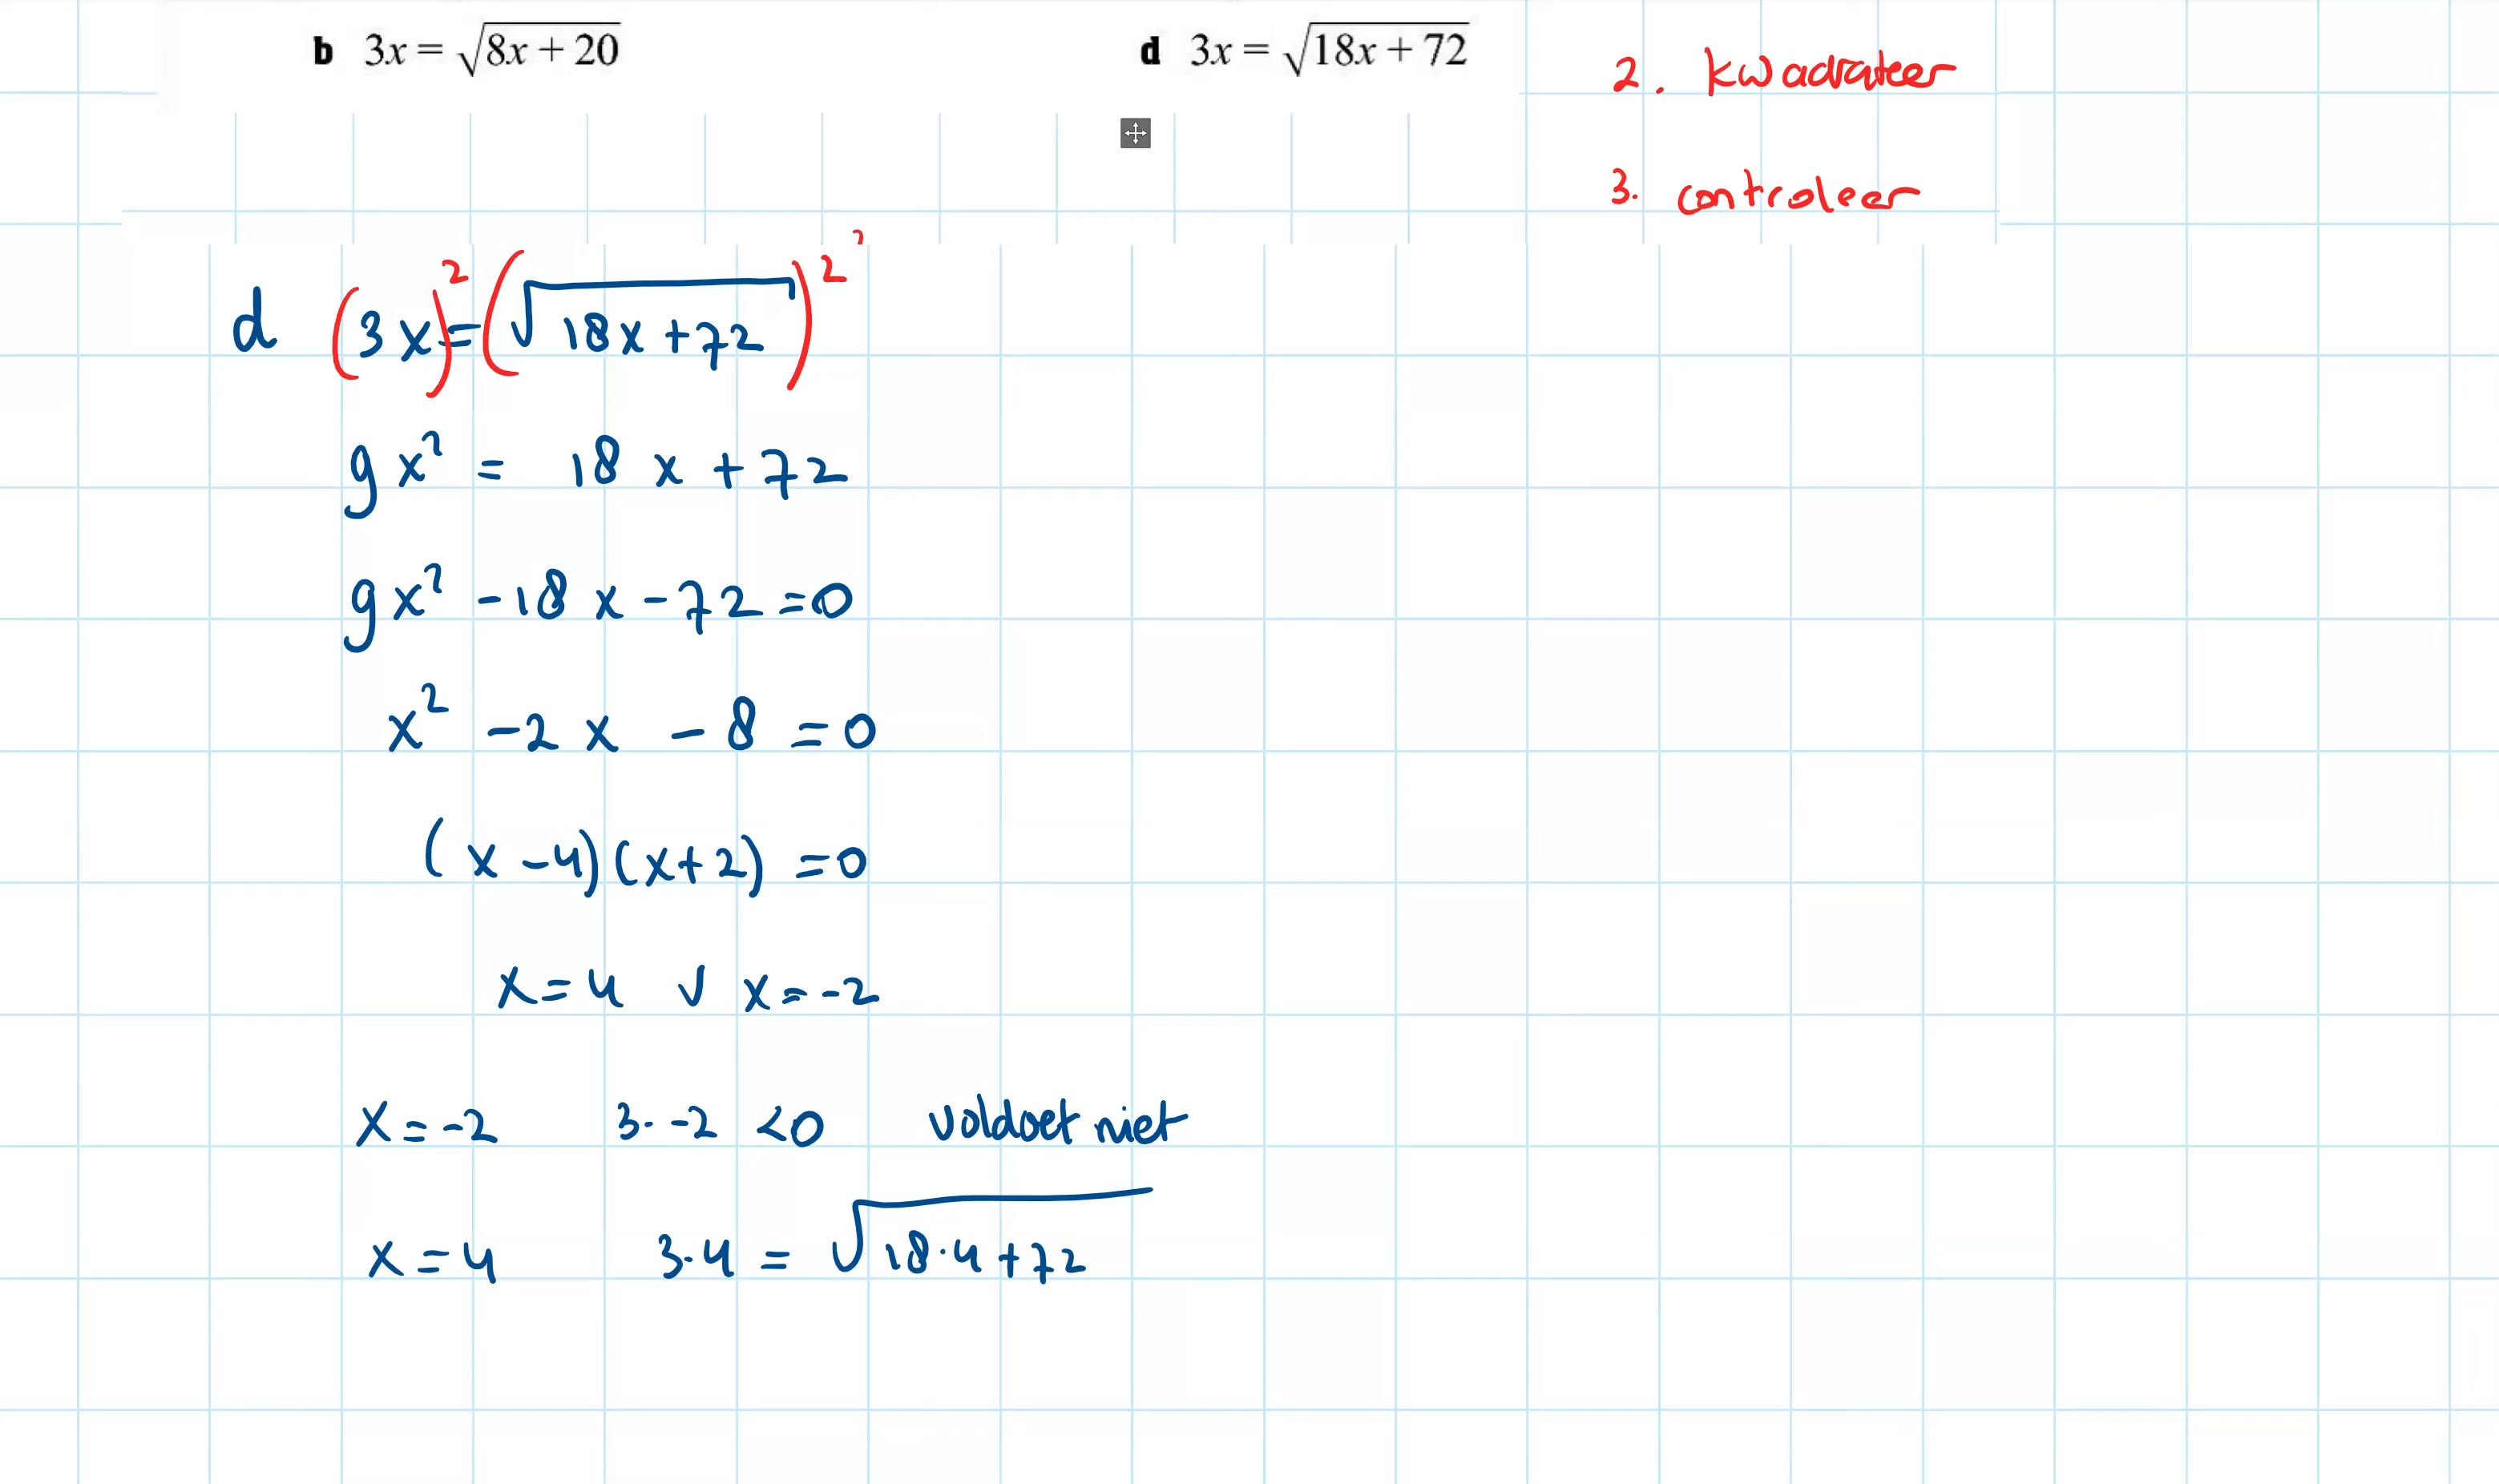 b 3x = √(8x + 20) d 3x = √(18x + 72)
2. kwadrateer
3. controleer
d (3x)² = (√(18x + 72))²
9x² = 18x + 72
9x² - 18x - 72 = 0
x² - 2x - 8 = 0
(x - 4)(x + 2) = 0
x = 4 ∨ x = -2
x = -2 3 · -2 < 0 voldoet niet
x = 4 3 · 4 = √(18 · 4 + 72)